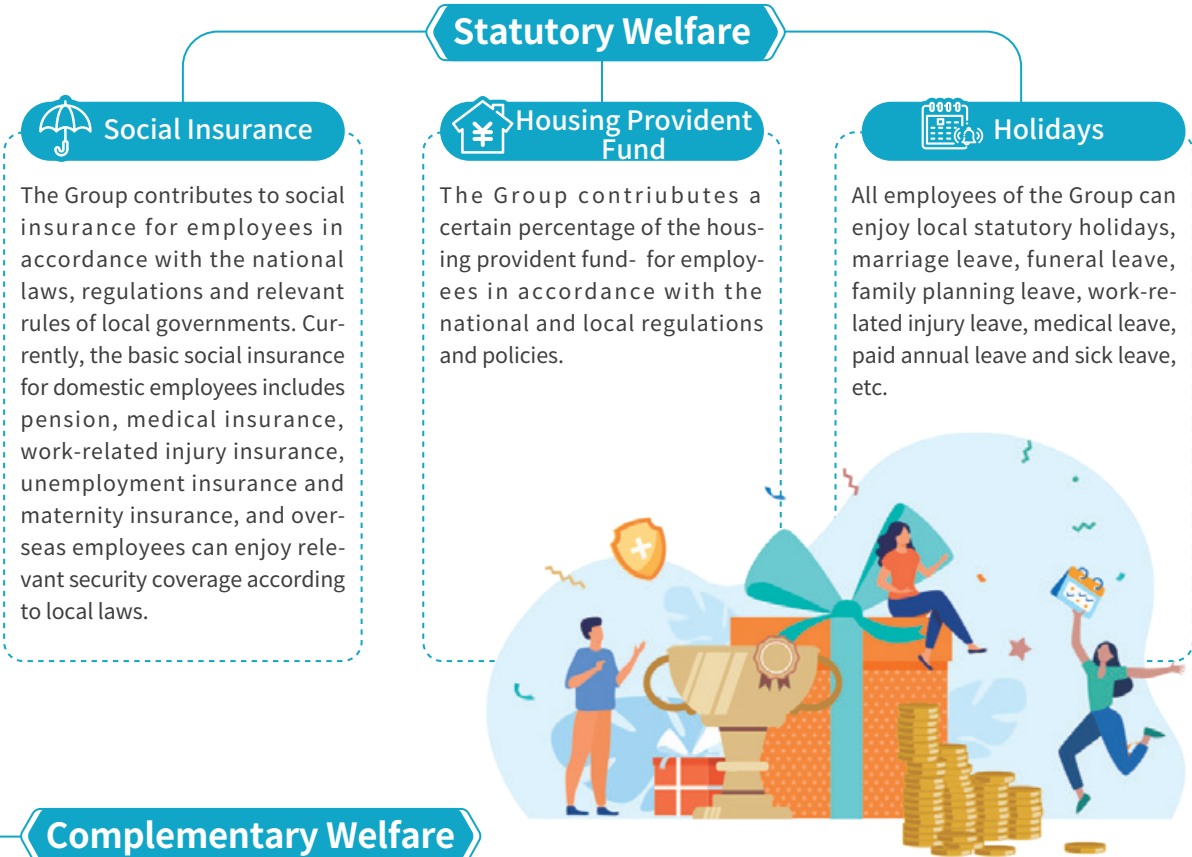 Statutory Welfare
Social Insurance
The Group contributes to social
insurance for employees in
accordance with the national
laws, regulations and relevant
rules of local governments. Cur-
rently, the basic social insurance
for domestic employees includes
pension, medical insurance,
work-related injury insurance,
unemployment insurance and
maternity insurance, and over-
seas employees can enjoy rele-
vant security coverage according
to local laws.
¥
Housing Provident
Fund
The Group contriubutes a
certain percentage of the hous-
ing provident fund- for employ-
ees in accordance with the
national and local regulations
and policies.
Holidays
All employees of the Group can
enjoy local statutory holidays,
marriage leave, funeral leave,
family planning leave, work-re-
lated injury leave, medical leave,
paid annual leave and sick leave,
etc.
Complementary Welfare